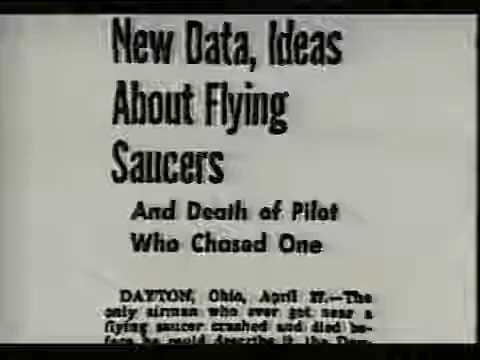 New Data, Ideas
About Flying
Saucers
And Death of Pilot
Who Chased One
DAYTON, Ohio, April 27.—The
only airman who ever got near a
flying saucer crashed and died be-
fore he could describe it, the Day-